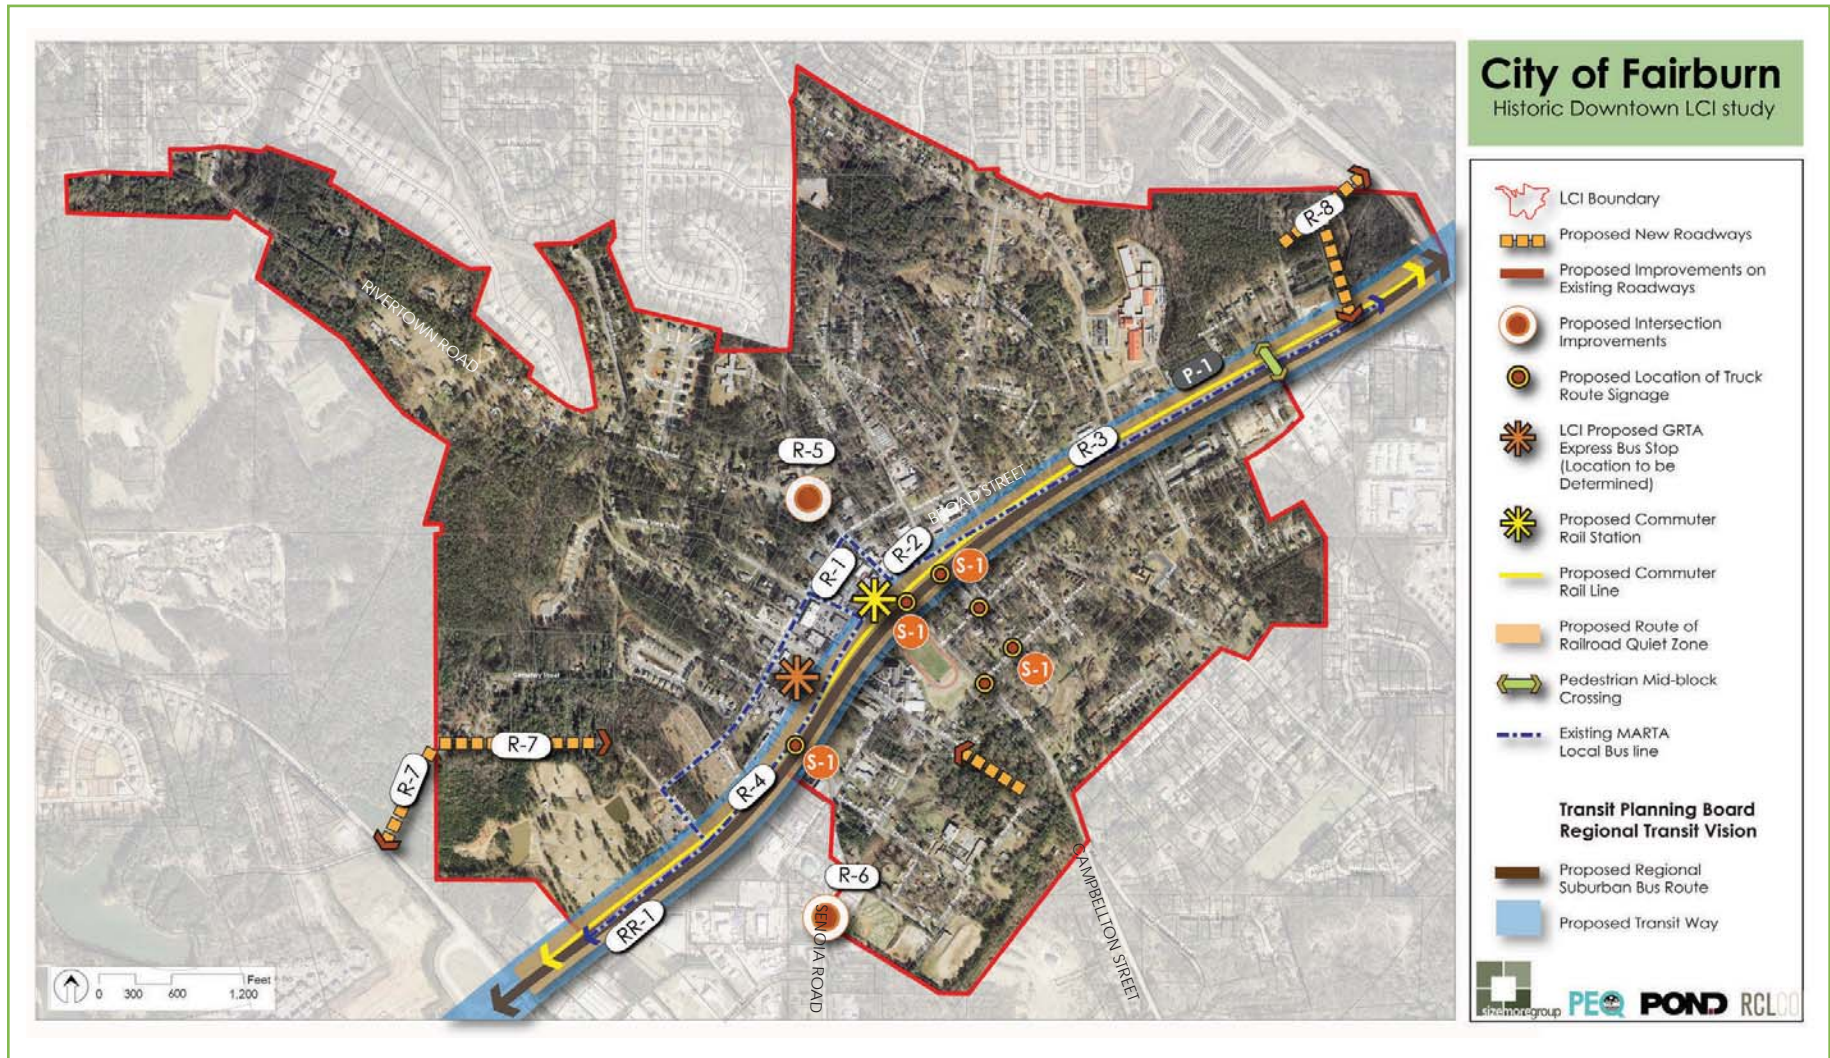 City of Fairburn
Historic Downtown LCI study
LCI Boundary
Proposed New Roadways
Proposed Improvements on
Existing Roadways
Proposed Intersection
Improvements
Proposed Location of Truck
Route Signage
LCI Proposed GRTA
Express Bus Stop
(Location to be
Determined)
Proposed Commuter
Rail Station
Proposed Commuter
Rail Line
Proposed Route of
Railroad Quiet Zone
Pedestrian Mid-block
Crossing
Existing MARTA
Local Bus line
Transit Planning Board
Regional Transit Vision
Proposed Regional
Suburban Bus Route
Proposed Transit Way
sizemoregroup
PEQ
POND
RCLCO
R-8
RIVERTOWN ROAD
P-1
R-3
R-5
BROAD STREET
R-2
R-1
S-1
S-1
S-1
R-7
R-7
S-1
R-4
R-6
CAMPBELLTON STREET
SENOIA ROAD
RR-1
Feet
0 300 600 1,200